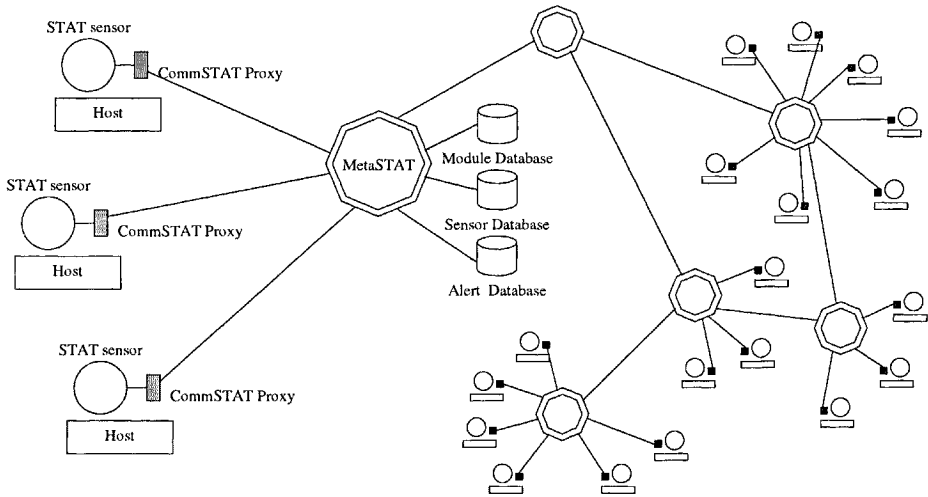 STAT sensor
CommSTAT Proxy
Host
STAT sensor
CommSTAT Proxy
Host
STAT sensor
CommSTAT Proxy
Host
MetaSTAT
Module Database
Sensor Database
Alert Database